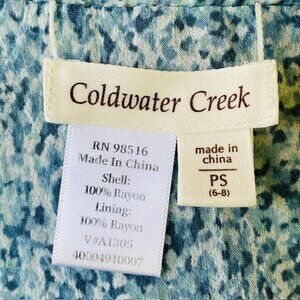 Coldwater Creek
RN 98516
Made In China
Shell:
100% Rayon
Lining:
100% Rayon
V#A1305
40004910007
made in
china
PS
(6-8)